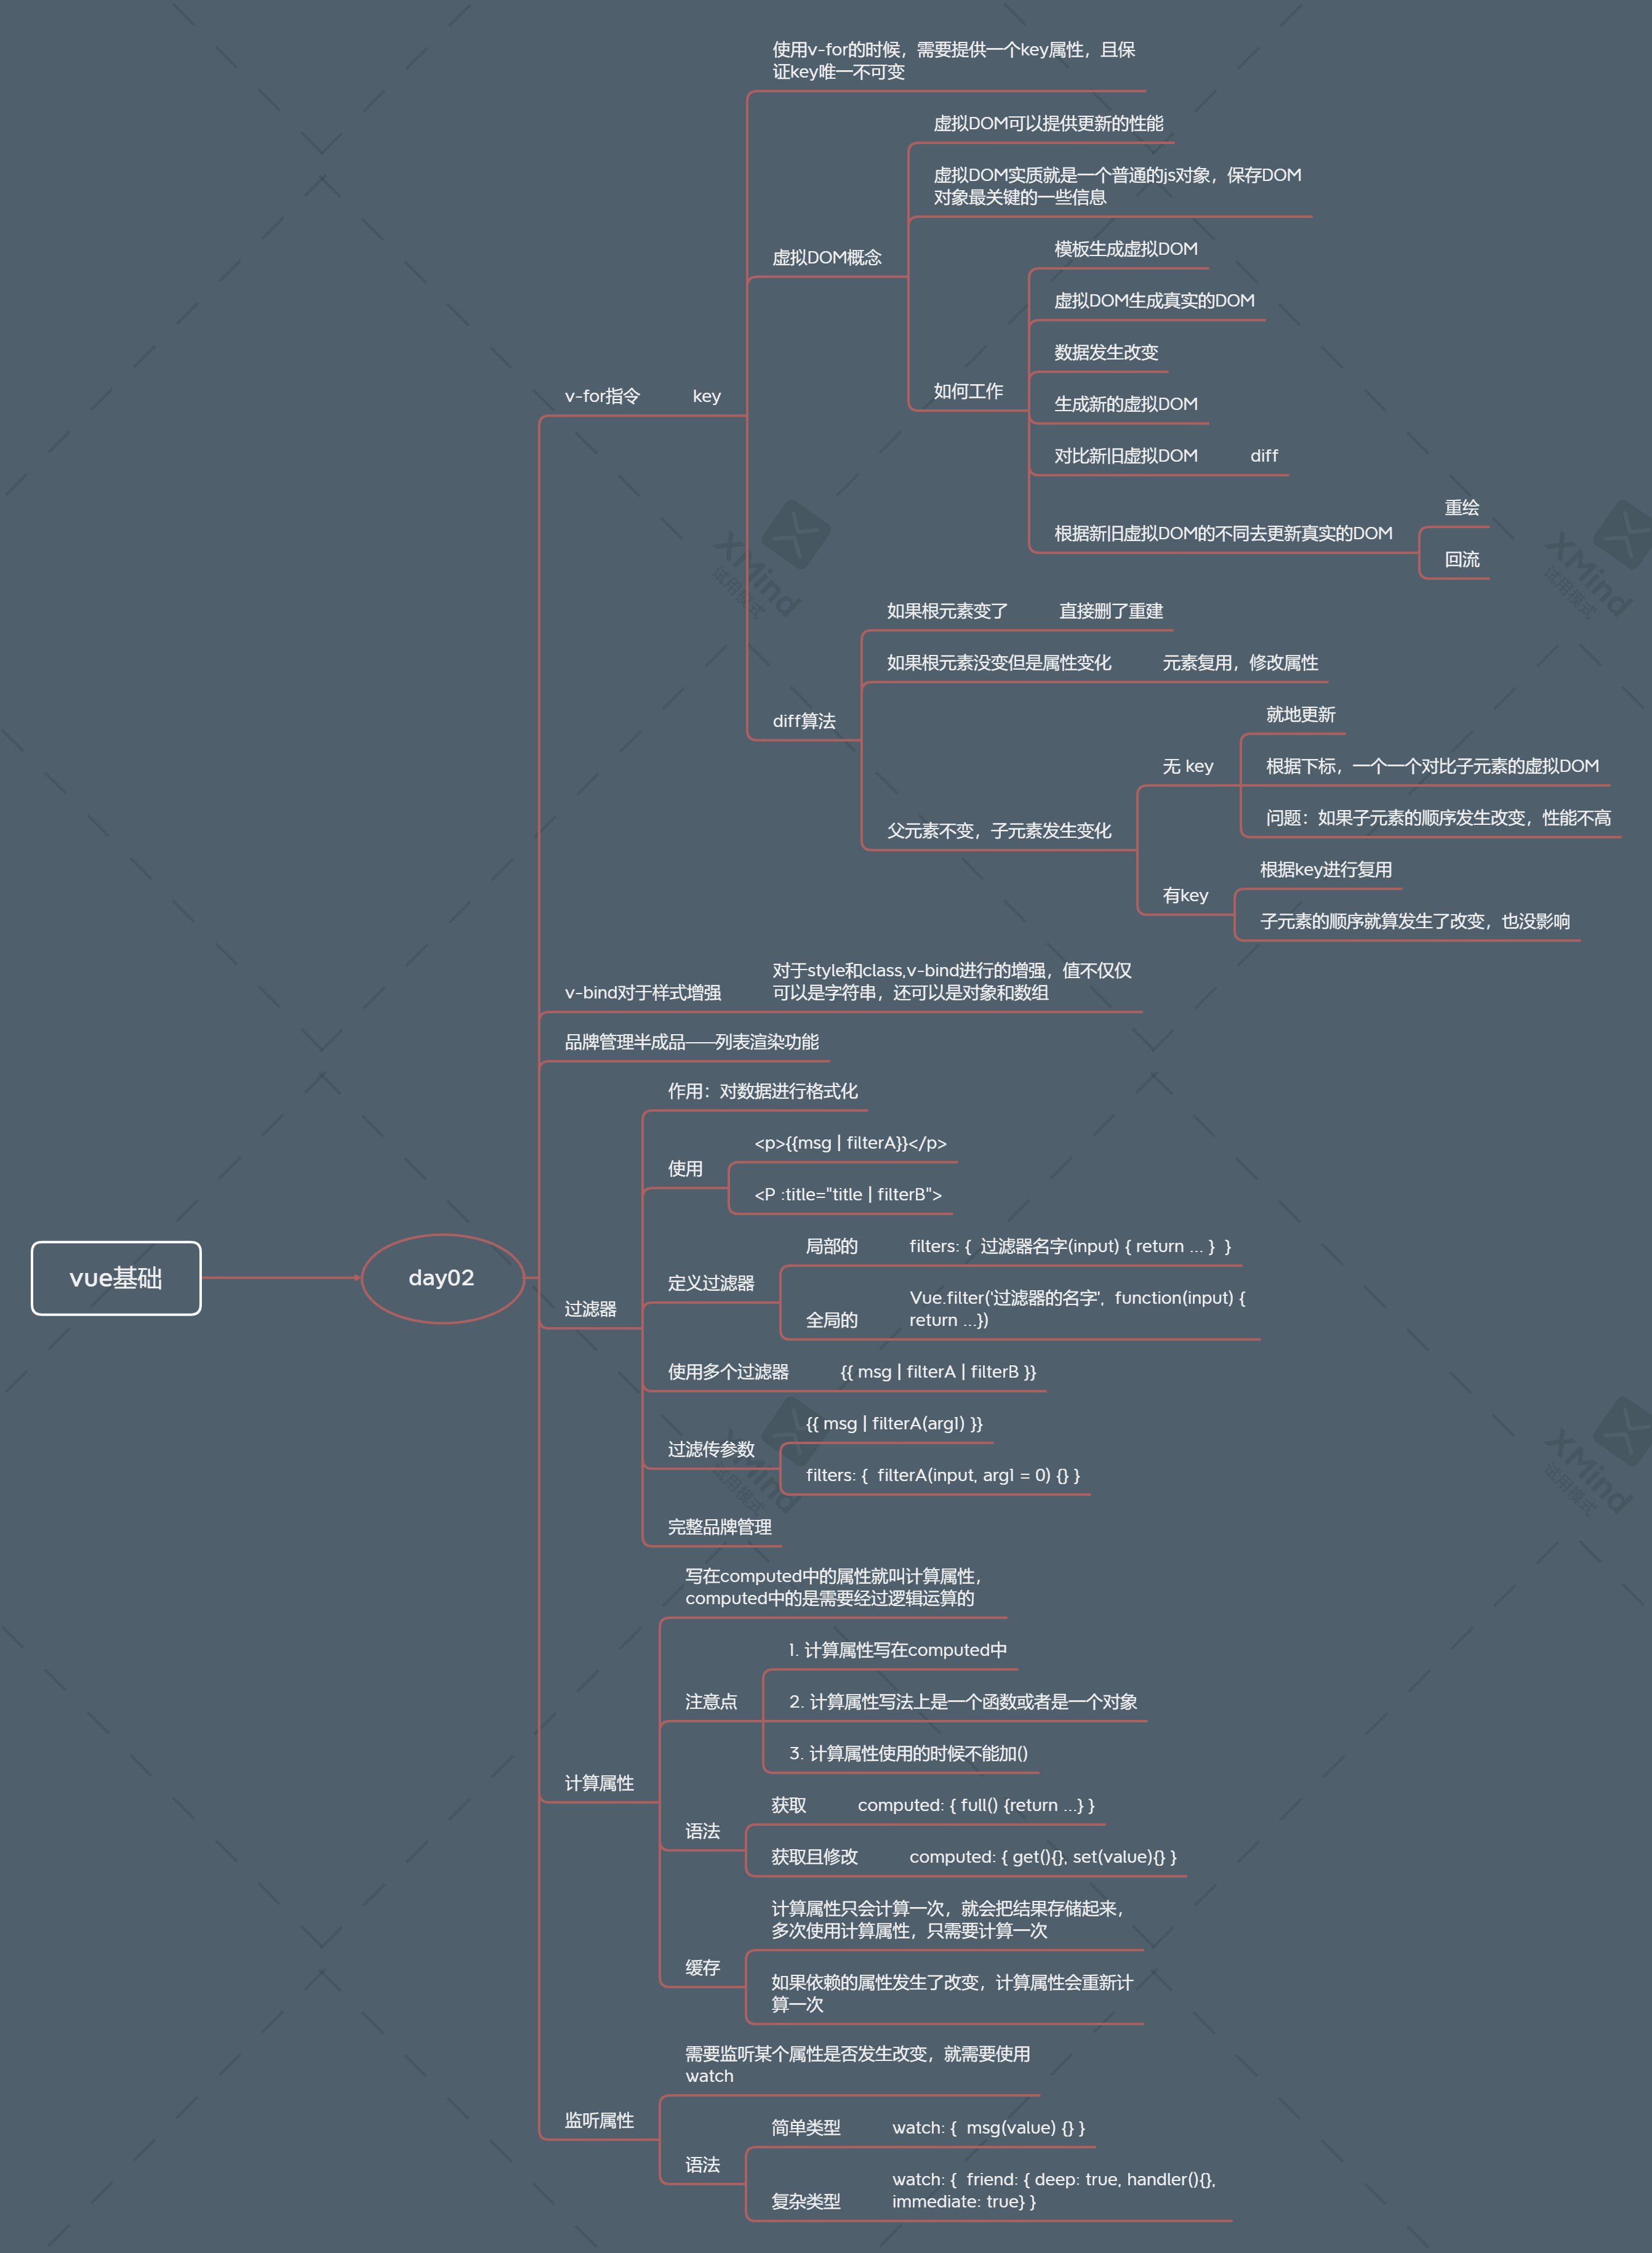 使用v-for的时候，需要提供一个key属性，且保
证key唯一不可变
虚拟DOM可以提供更新的性能
虚拟DOM实质就是一个普通的js对象，保存DOM
对象最关键的一些信息
虚拟DOM概念
模板生成虚拟DOM
虚拟DOM生成真实的DOM
数据发生改变
如何工作
生成新的虚拟DOM
v-for指令
key
对比新旧虚拟DOM
diff
根据新旧虚拟DOM的不同去更新真实的DOM
重绘
回流
如果根元素变了
直接删了重建
如果根元素没变但是属性变化
元素复用，修改属性
diff算法
就地更新
无 key
根据下标，一个一个对比子元素的虚拟DOM
问题：如果子元素的顺序发生改变，性能不高
父元素不变，子元素发生变化
根据key进行复用
有key
子元素的顺序就算发生了改变，也没影响
v-bind对于样式增强
对于style和class,v-bind进行的增强，值不仅仅
可以是字符串，还可以是对象和数组
品牌管理半成品——列表渲染功能
作用：对数据进行格式化
使用
<p>{{msg | filterA}}</p>
<P :title="title | filterB">
vue基础
day02
过滤器
定义过滤器
局部的
filters: {  过滤器名字(input) { return ... }  }
全局的
Vue.filter('过滤器的名字',  function(input) {
return ...})
使用多个过滤器
{{ msg | filterA | filterB }}
过滤传参数
{{ msg | filterA(arg1) }}
filters: {  filterA(input, arg1 = 0) {} }
完整品牌管理
写在computed中的属性就叫计算属性，
computed中的是需要经过逻辑运算的
注意点
1. 计算属性写在computed中
2. 计算属性写法上是一个函数或者是一个对象
3. 计算属性使用的时候不能加()
计算属性
语法
获取
computed: { full() {return ...} }
获取且修改
computed: { get(){}, set(value){} }
缓存
计算属性只会计算一次，就会把结果存储起来，
多次使用计算属性，只需要计算一次
如果依赖的属性发生了改变，计算属性会重新计
算一次
需要监听某个属性是否发生改变，就需要使用
watch
监听属性
语法
简单类型
watch: {  msg(value) {} }
复杂类型
watch: {  friend: { deep: true, handler(){},
immediate: true} }
XMind
试用模式
XMind
试用模式
XMind
试用模式
XMind
试用模式